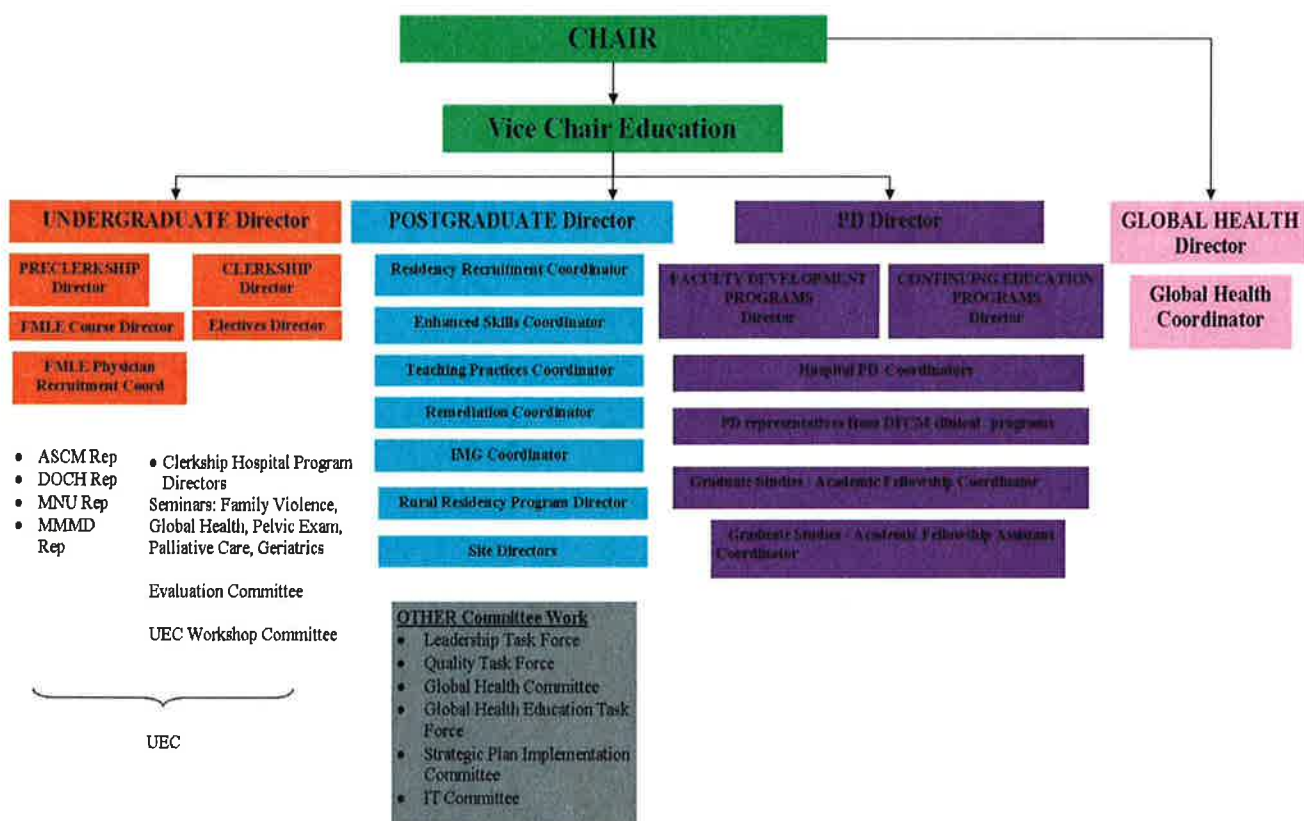 CHAIR
Vice Chair Education
UNDERGRADUATE Director
PRECLERKSHIP
Director
CLERKSHIP
Director
FMLE Course Director
Electives Director
FMLE Physician
Recruitment Coord
• ASCM Rep
• DOCH Rep
• MNU Rep
• MMMD
Rep
• Clerkship Hospital Program
Directors
Seminars: Family Violence,
Global Health, Pelvic Exam,
Palliative Care, Geriatrics
Evaluation Committee
UEC Workshop Committee
UEC
POSTGRADUATE Director
Residency Recruitment Coordinator
Enhanced Skills Coordinator
Teaching Practices Coordinator
Remediation Coordinator
IMG Coordinator
Rural Residency Program Director
Site Directors
OTHER Committee Work
• Leadership Task Force
• Quality Task Force
• Global Health Committee
• Global Health Education Task
Force
• Strategic Plan Implementation
Committee
• IT Committee
PD Director
FACULTY DEVELOPMENT
PROGRAMS
Director
CONTINUING EDUCATION
PROGRAMS
Director
Hospital PD Coordinators
PD representatives from DFCM clinical programs
Graduate Studies / Academic Fellowship Coordinator
Graduate Studies / Academic Fellowship Assistant
Coordinator
GLOBAL HEALTH
Director
Global Health
Coordinator